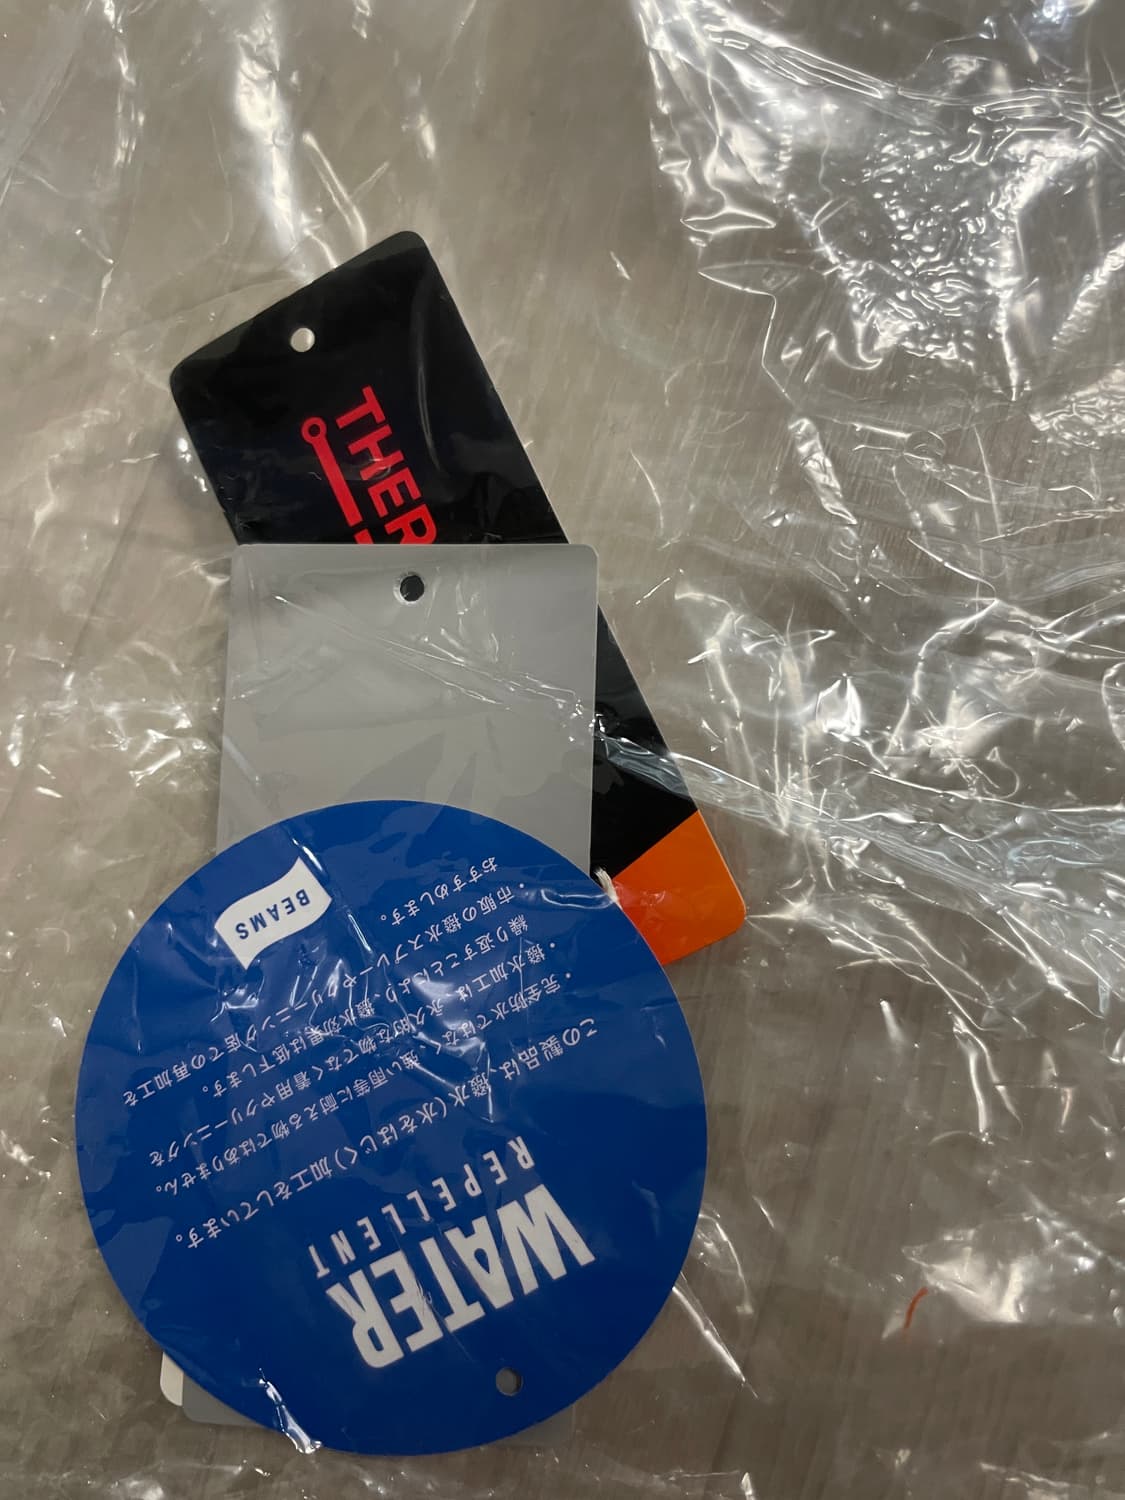 THER
WATER
REPELLENT
この製品は、撥水(水をはじく)加工をしています。
・完全防水ではなく、強い雨等に耐える物ではありません。
・撥水加工は、永久的な物でなく着用やクリーニングを
繰り返すことにより、撥水効果は低下します。
・市販の撥水スプレーやクリーニング店での再加工を
おすすめします。
BEAMS